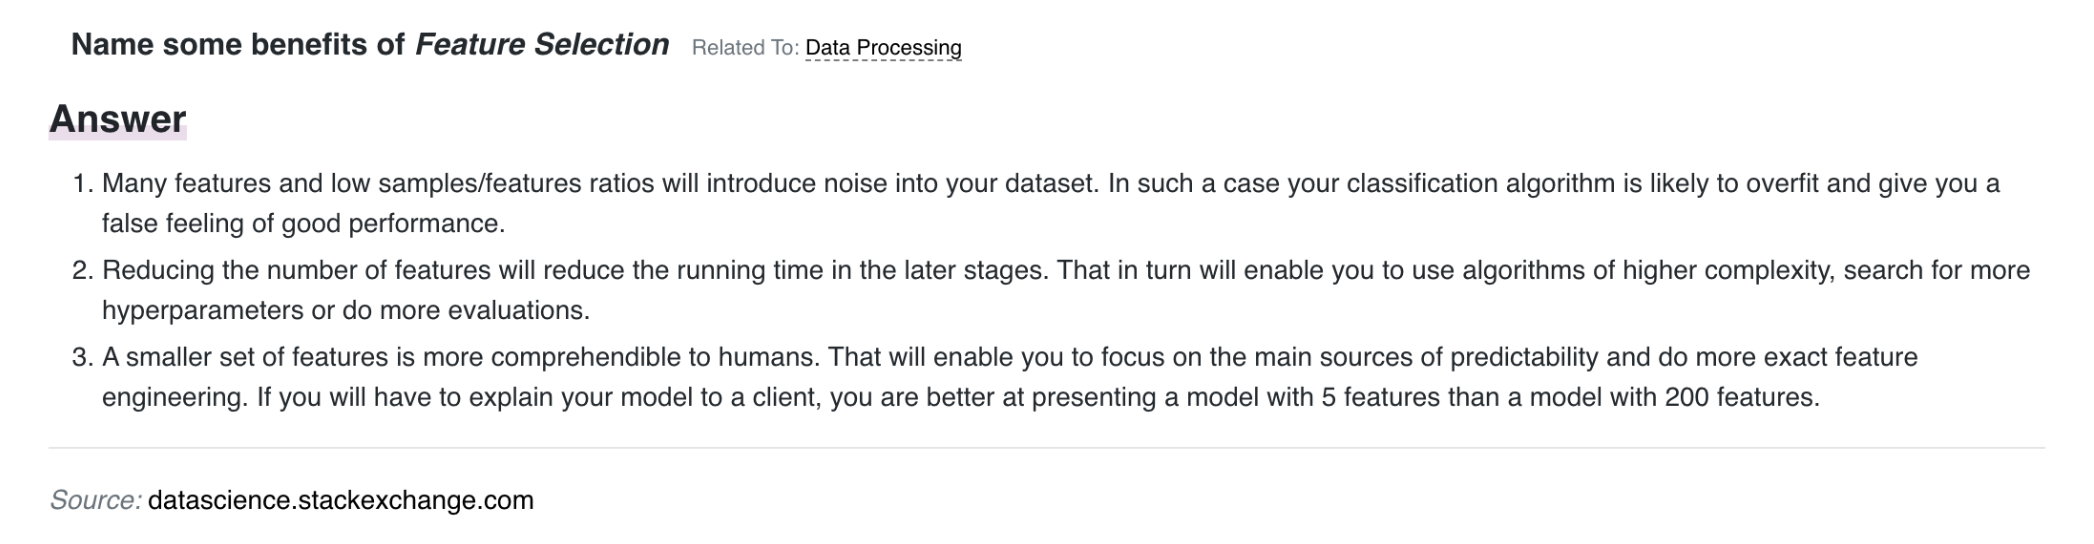 Name some benefits of Feature Selection Related To: Data Processing
Answer
1. Many features and low samples/features ratios will introduce noise into your dataset. In such a case your classification algorithm is likely to overfit and give you a
false feeling of good performance.
2. Reducing the number of features will reduce the running time in the later stages. That in turn will enable you to use algorithms of higher complexity, search for more
hyperparameters or do more evaluations.
3. A smaller set of features is more comprehendible to humans. That will enable you to focus on the main sources of predictability and do more exact feature
engineering. If you will have to explain your model to a client, you are better at presenting a model with 5 features than a model with 200 features.
Source: datascience.stackexchange.com